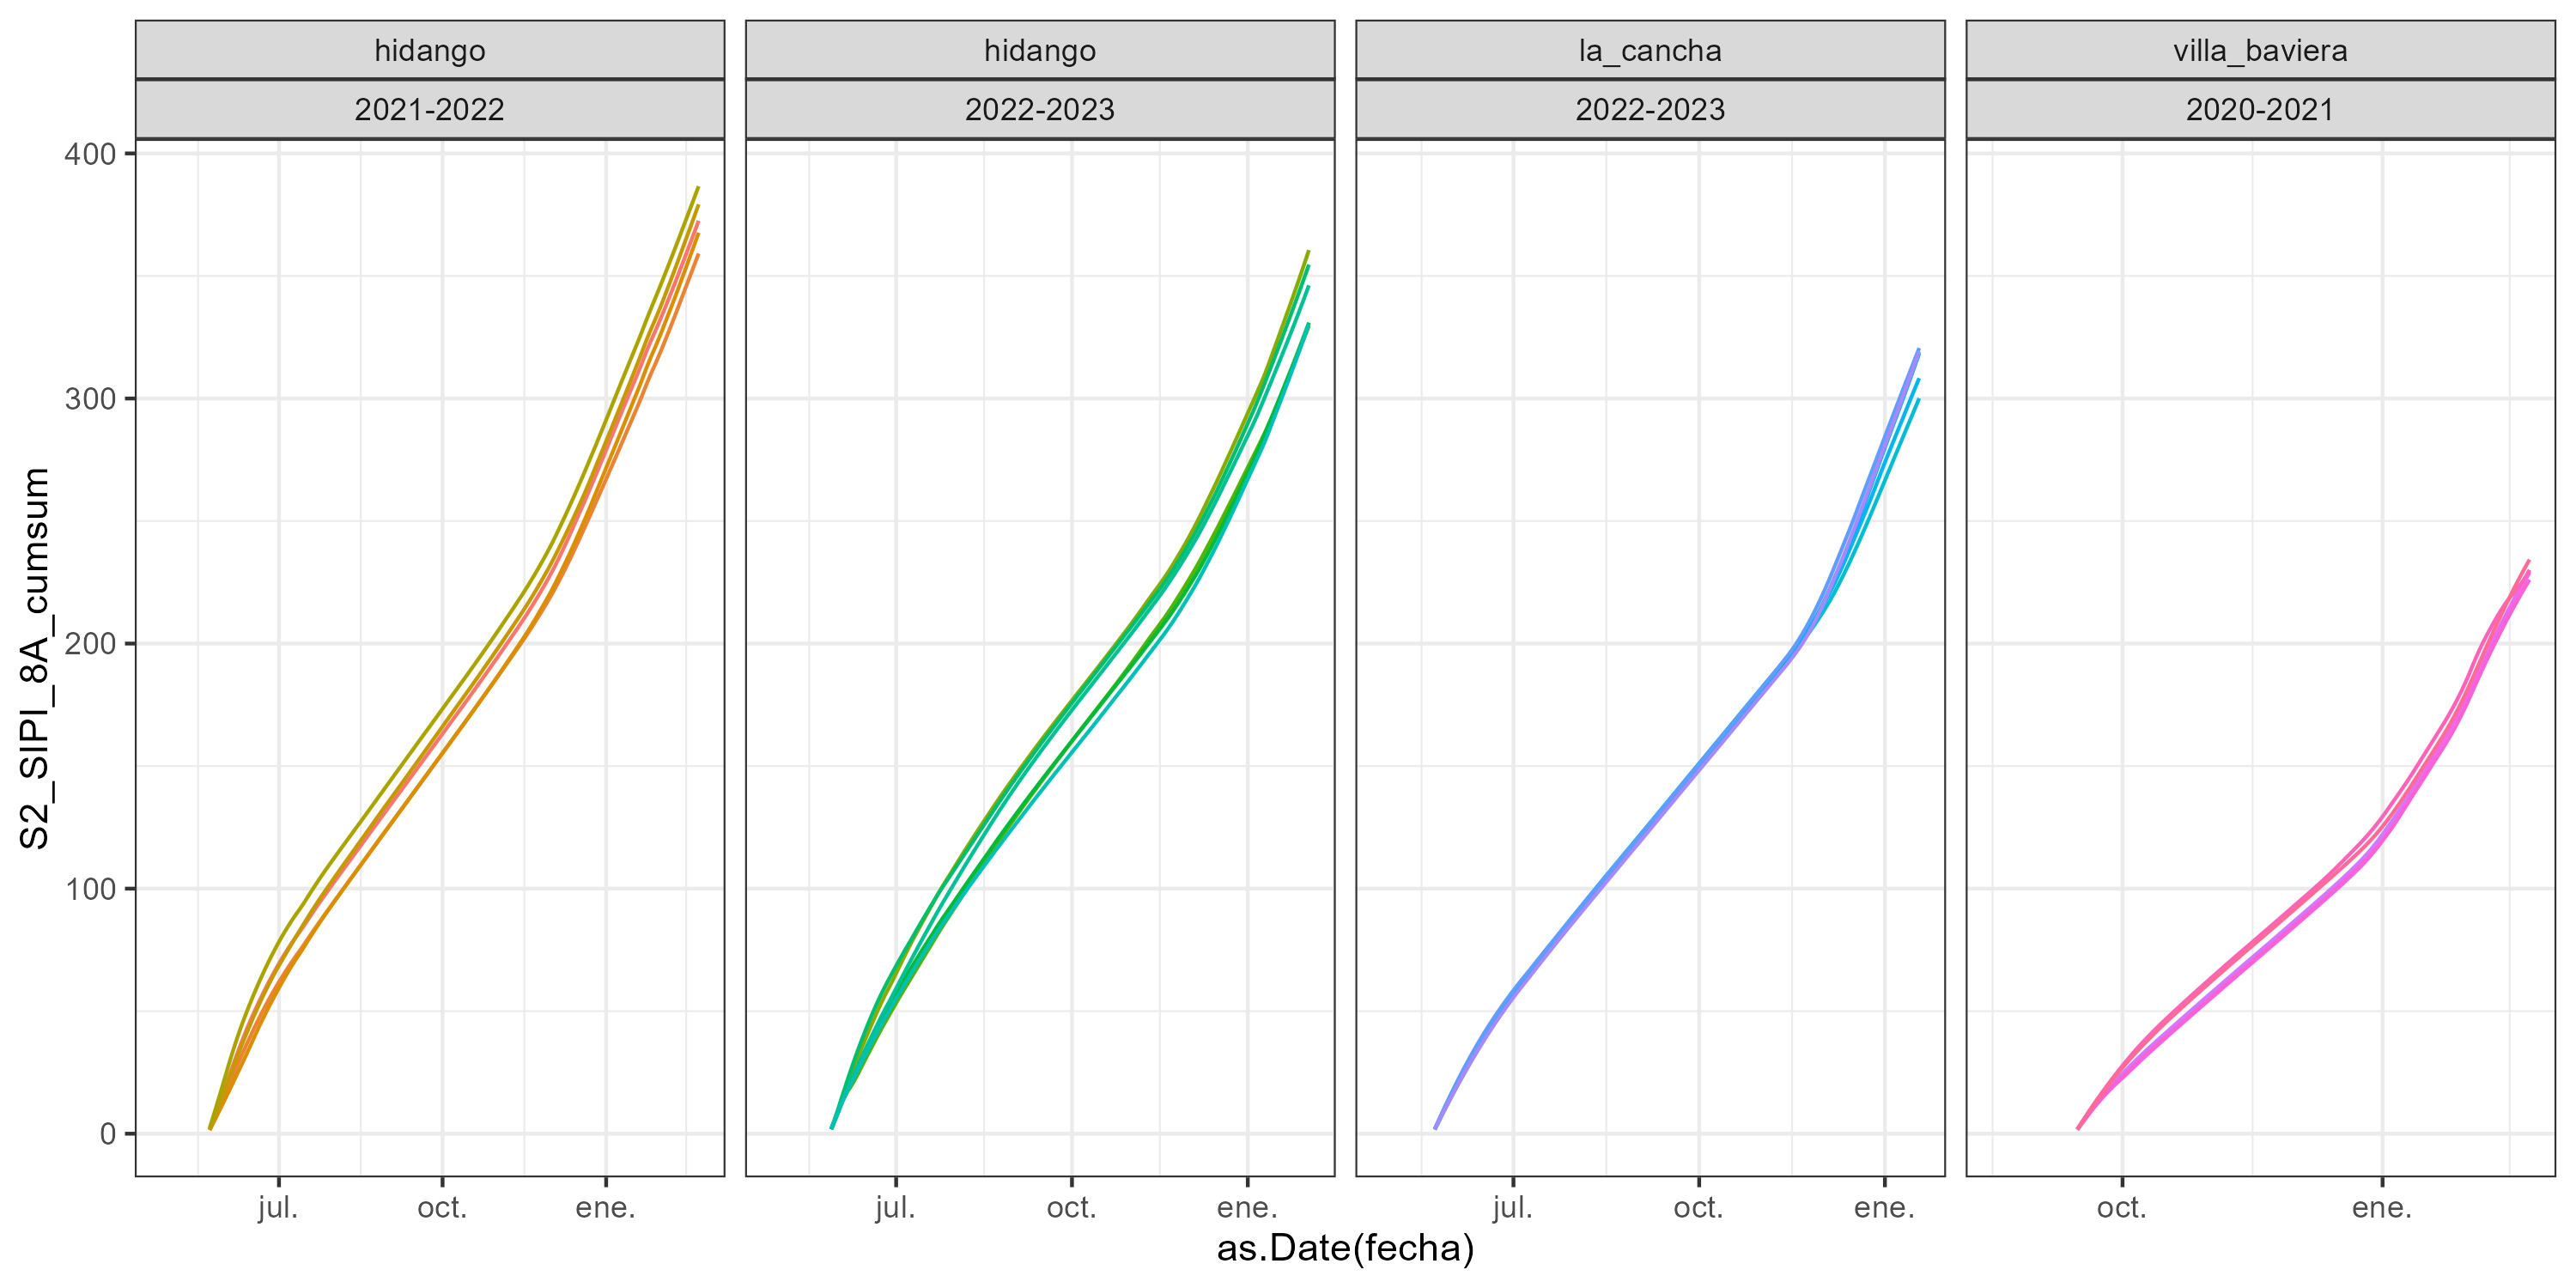 hidango
hidango
la_cancha
villa_baviera
2021-2022
2022-2023
2022-2023
2020-2021
S2_SIPI_8A_cumsum
400
300
200
100
0
jul.
oct.
ene.
jul.
oct.
ene.
jul.
oct.
ene.
oct.
ene.
as.Date(fecha)